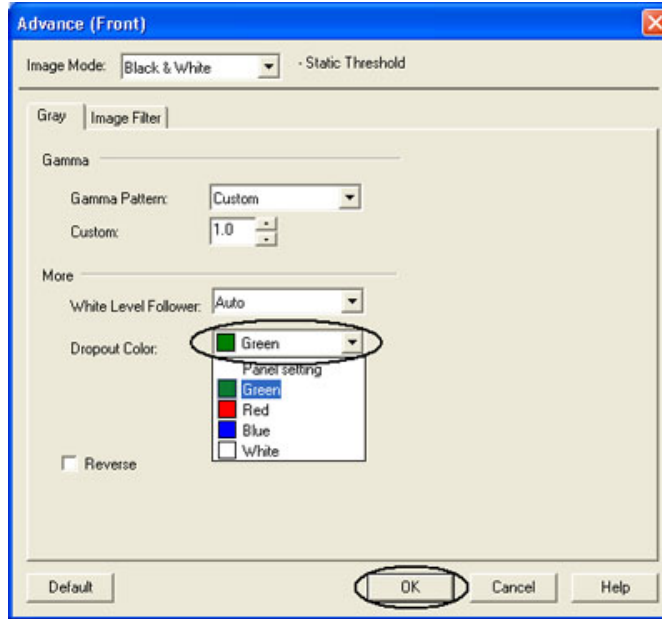 Advance (Front)
Image Mode: Black & White - Static Threshold
Gray Image Filter
Gamma
Gamma Pattern: Custom
Custom: 1.0
More
White Level Follower: Auto
Dropout Color: Green
Panel setting
Green
Red
Blue
White
Reverse
Default OK Cancel Help